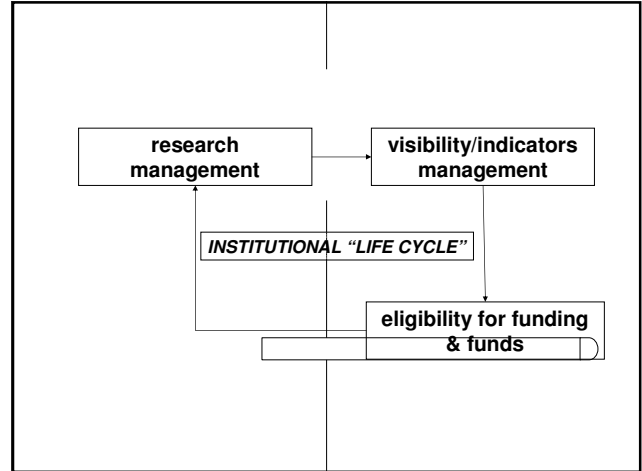 research
management
visibility/indicators
management
INSTITUTIONAL “LIFE CYCLE”
eligibility for funding
& funds